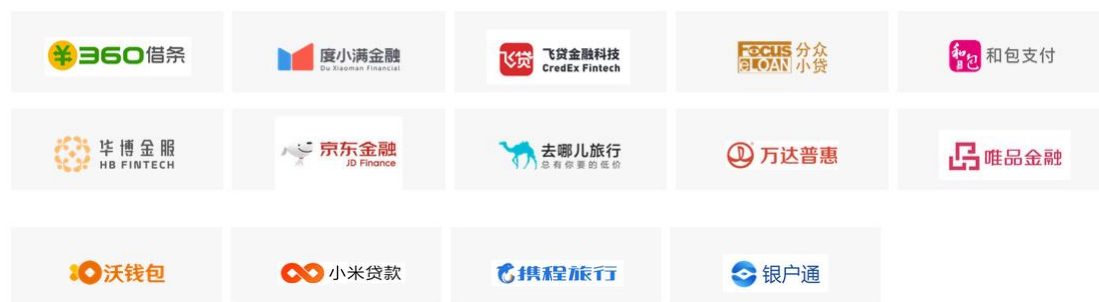 ¥360借条
度小满金融
Du Xiaoman Financial
飞贷 飞贷金融科技
CredEx Fintech
FOCUS 分众
eLOAN 小贷
和包 和包支付
华博金服
HB FINTECH
京东金融
JD Finance
去哪儿旅行
总有你要的低价
万达普惠
唯品金融
沃钱包
小米贷款
携程旅行
银户通